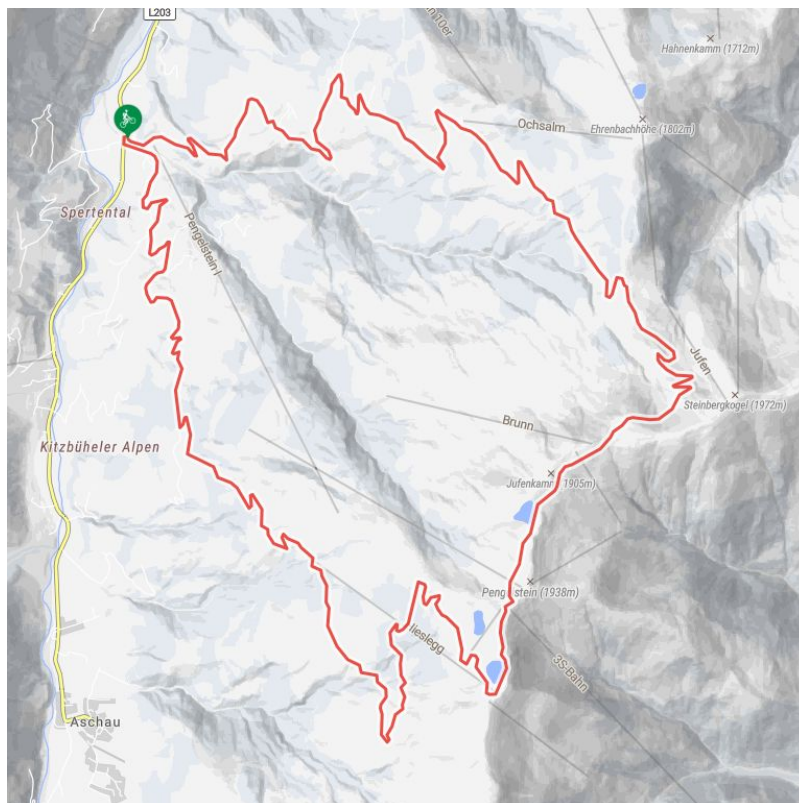 L203
Hahnenkamm (1712m)
Ochsalm
Ehrenbachhöhe (1802m)
Spertental
Pengelstein I
Jufen
Steinbergkogel (1972m)
Brunn
Kitzbüheler Alpen
Jufenkamm (1905m)
(1938m)
lieslegg
3S-Bahn
Aschau